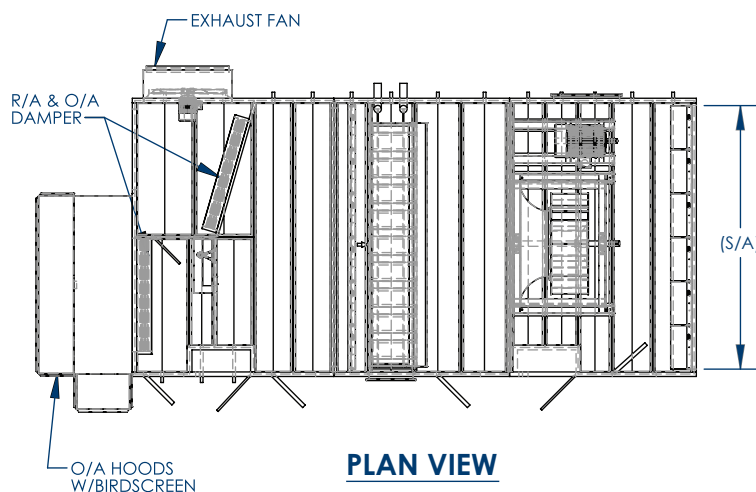 EXHAUST FAN
R/A & O/A
DAMPER
(S/A)
O/A HOODS
W/BIRDSCREEN
PLAN VIEW